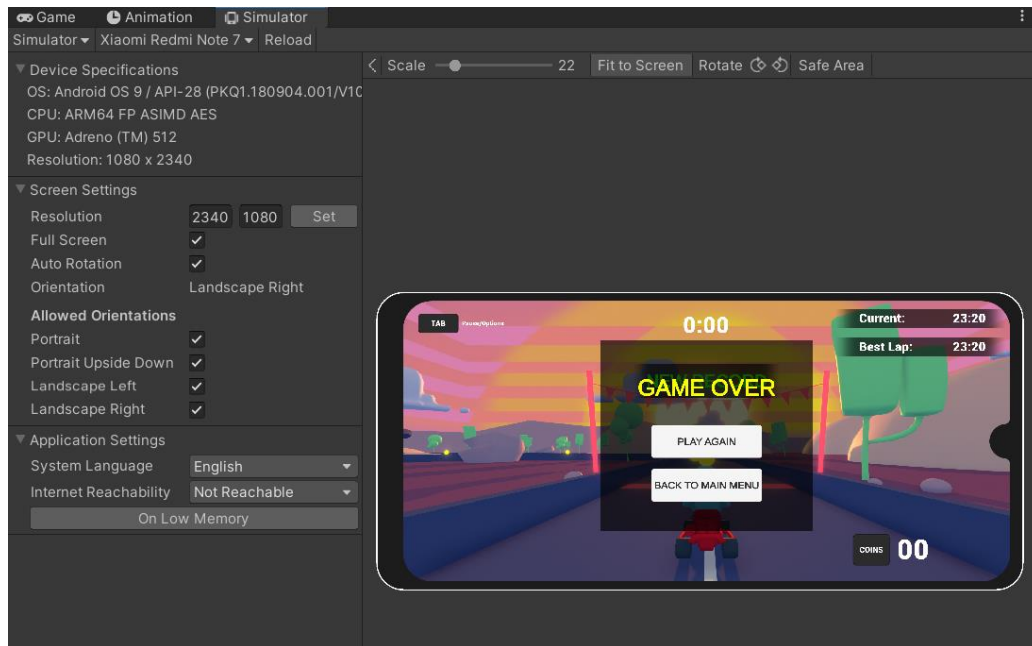 Game Animation Simulator
Simulator Xiaomi Redmi Note 7 Reload
Scale 22 Fit to Screen Rotate Safe Area
Device Specifications
OS: Android OS 9 / API-28 (PKQ1.180904.001/V10
CPU: ARM64 FP ASIMD AES
GPU: Adreno (TM) 512
Resolution: 1080 x 2340
Screen Settings
Resolution 2340 1080 Set
Full Screen
Auto Rotation
Orientation Landscape Right
Allowed Orientations
Portrait
Portrait Upside Down
Landscape Left
Landscape Right
Application Settings
System Language English
Internet Reachability Not Reachable
On Low Memory
TAB Pause/Options
0:00
Current: 23:20
Best Lap: 23:20
NEW RECORD
GAME OVER
PLAY AGAIN
BACK TO MAIN MENU
COINS 00